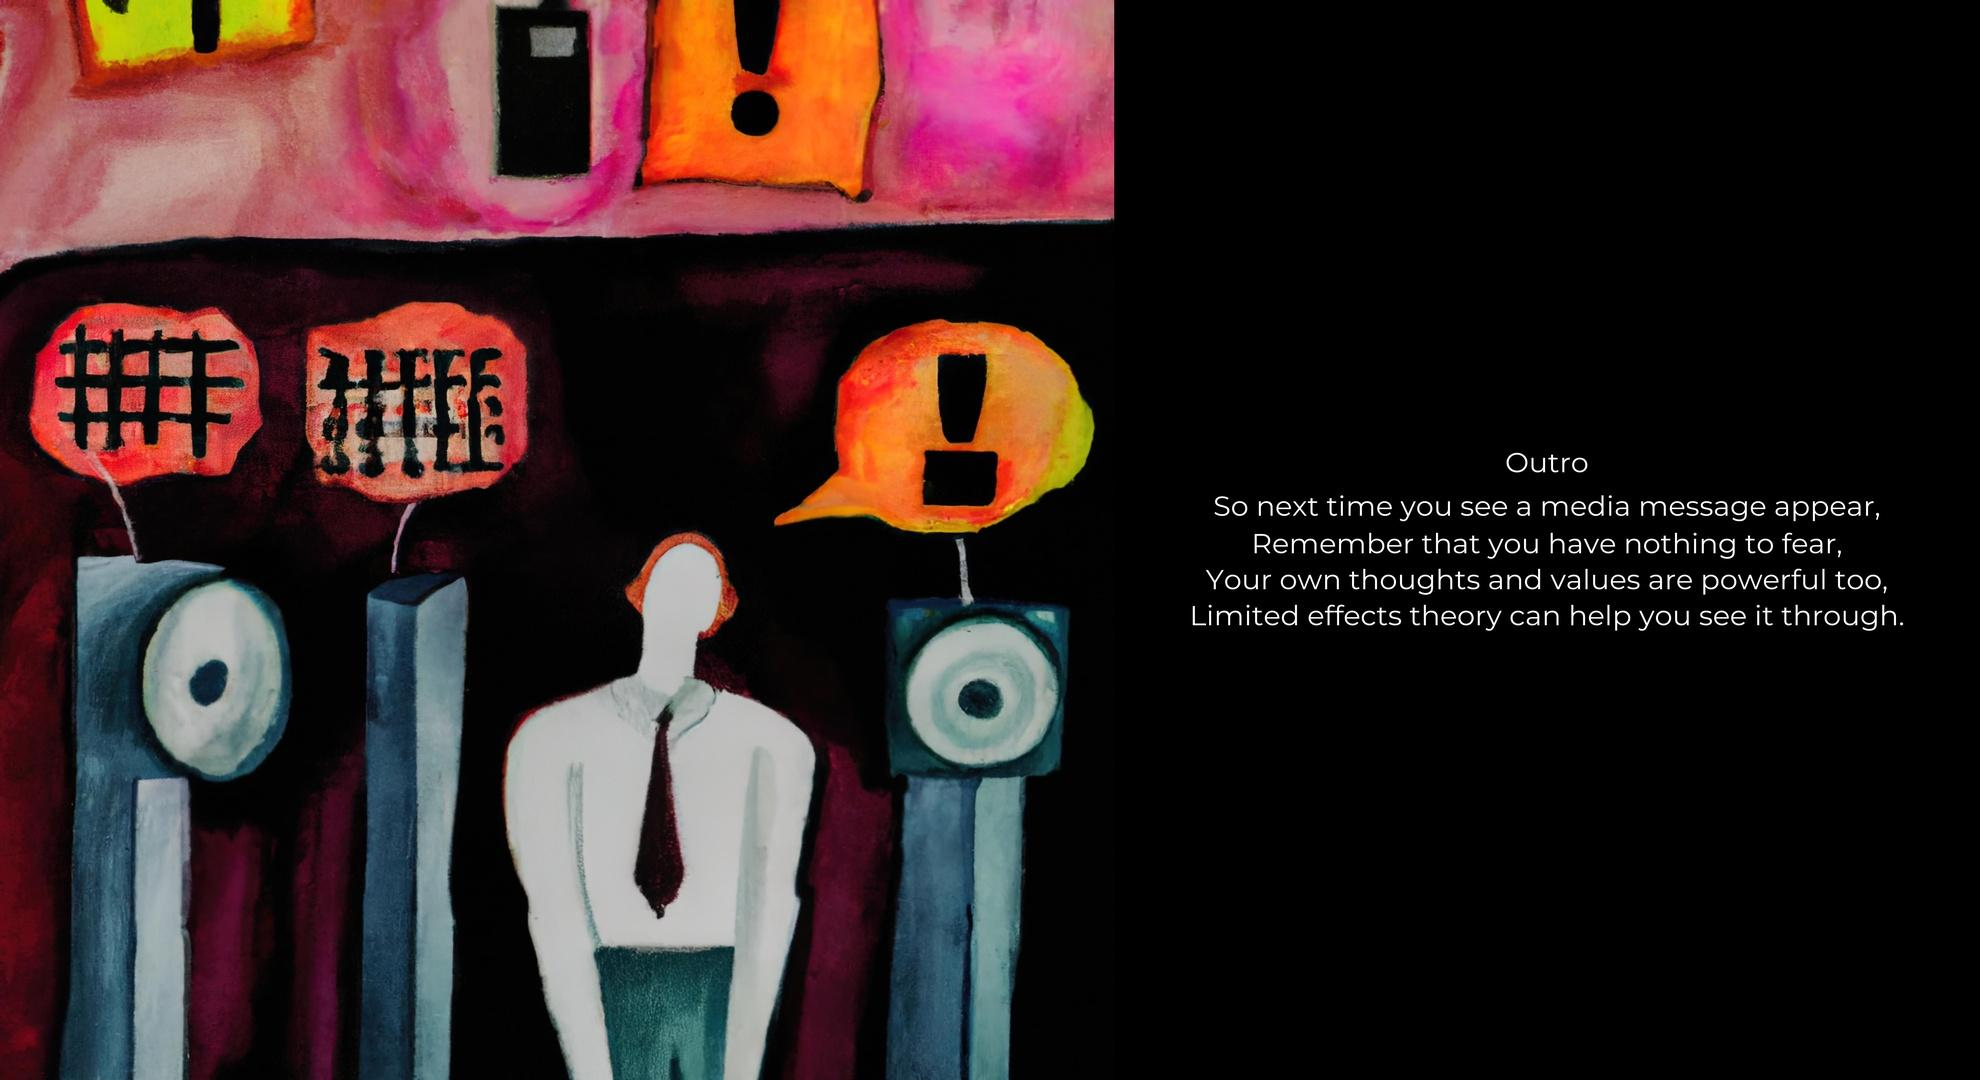 !
!
Outro
So next time you see a media message appear,
Remember that you have nothing to fear,
Your own thoughts and values are powerful too,
Limited effects theory can help you see it through.